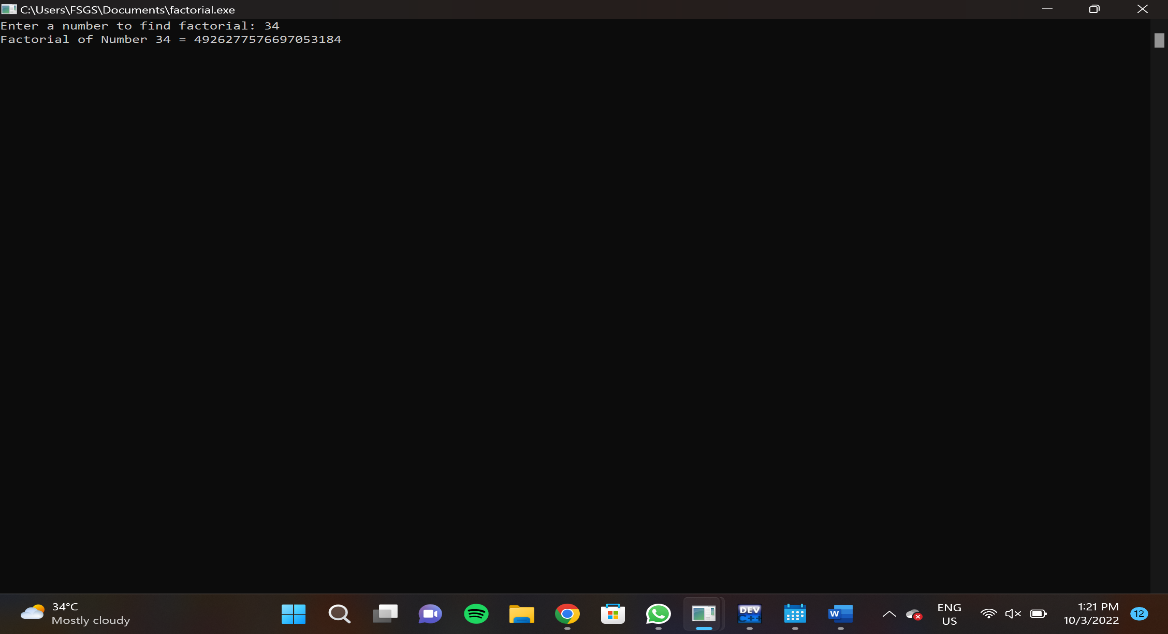 C:\Users\FSGS\Documents\factorial.exe
Enter a number to find factorial: 34
Factorial of Number 34 = 4926277576697053184
34°C
Mostly cloudy
DEV
C++
W
ENG
US
1:21 PM
10/3/2022
12